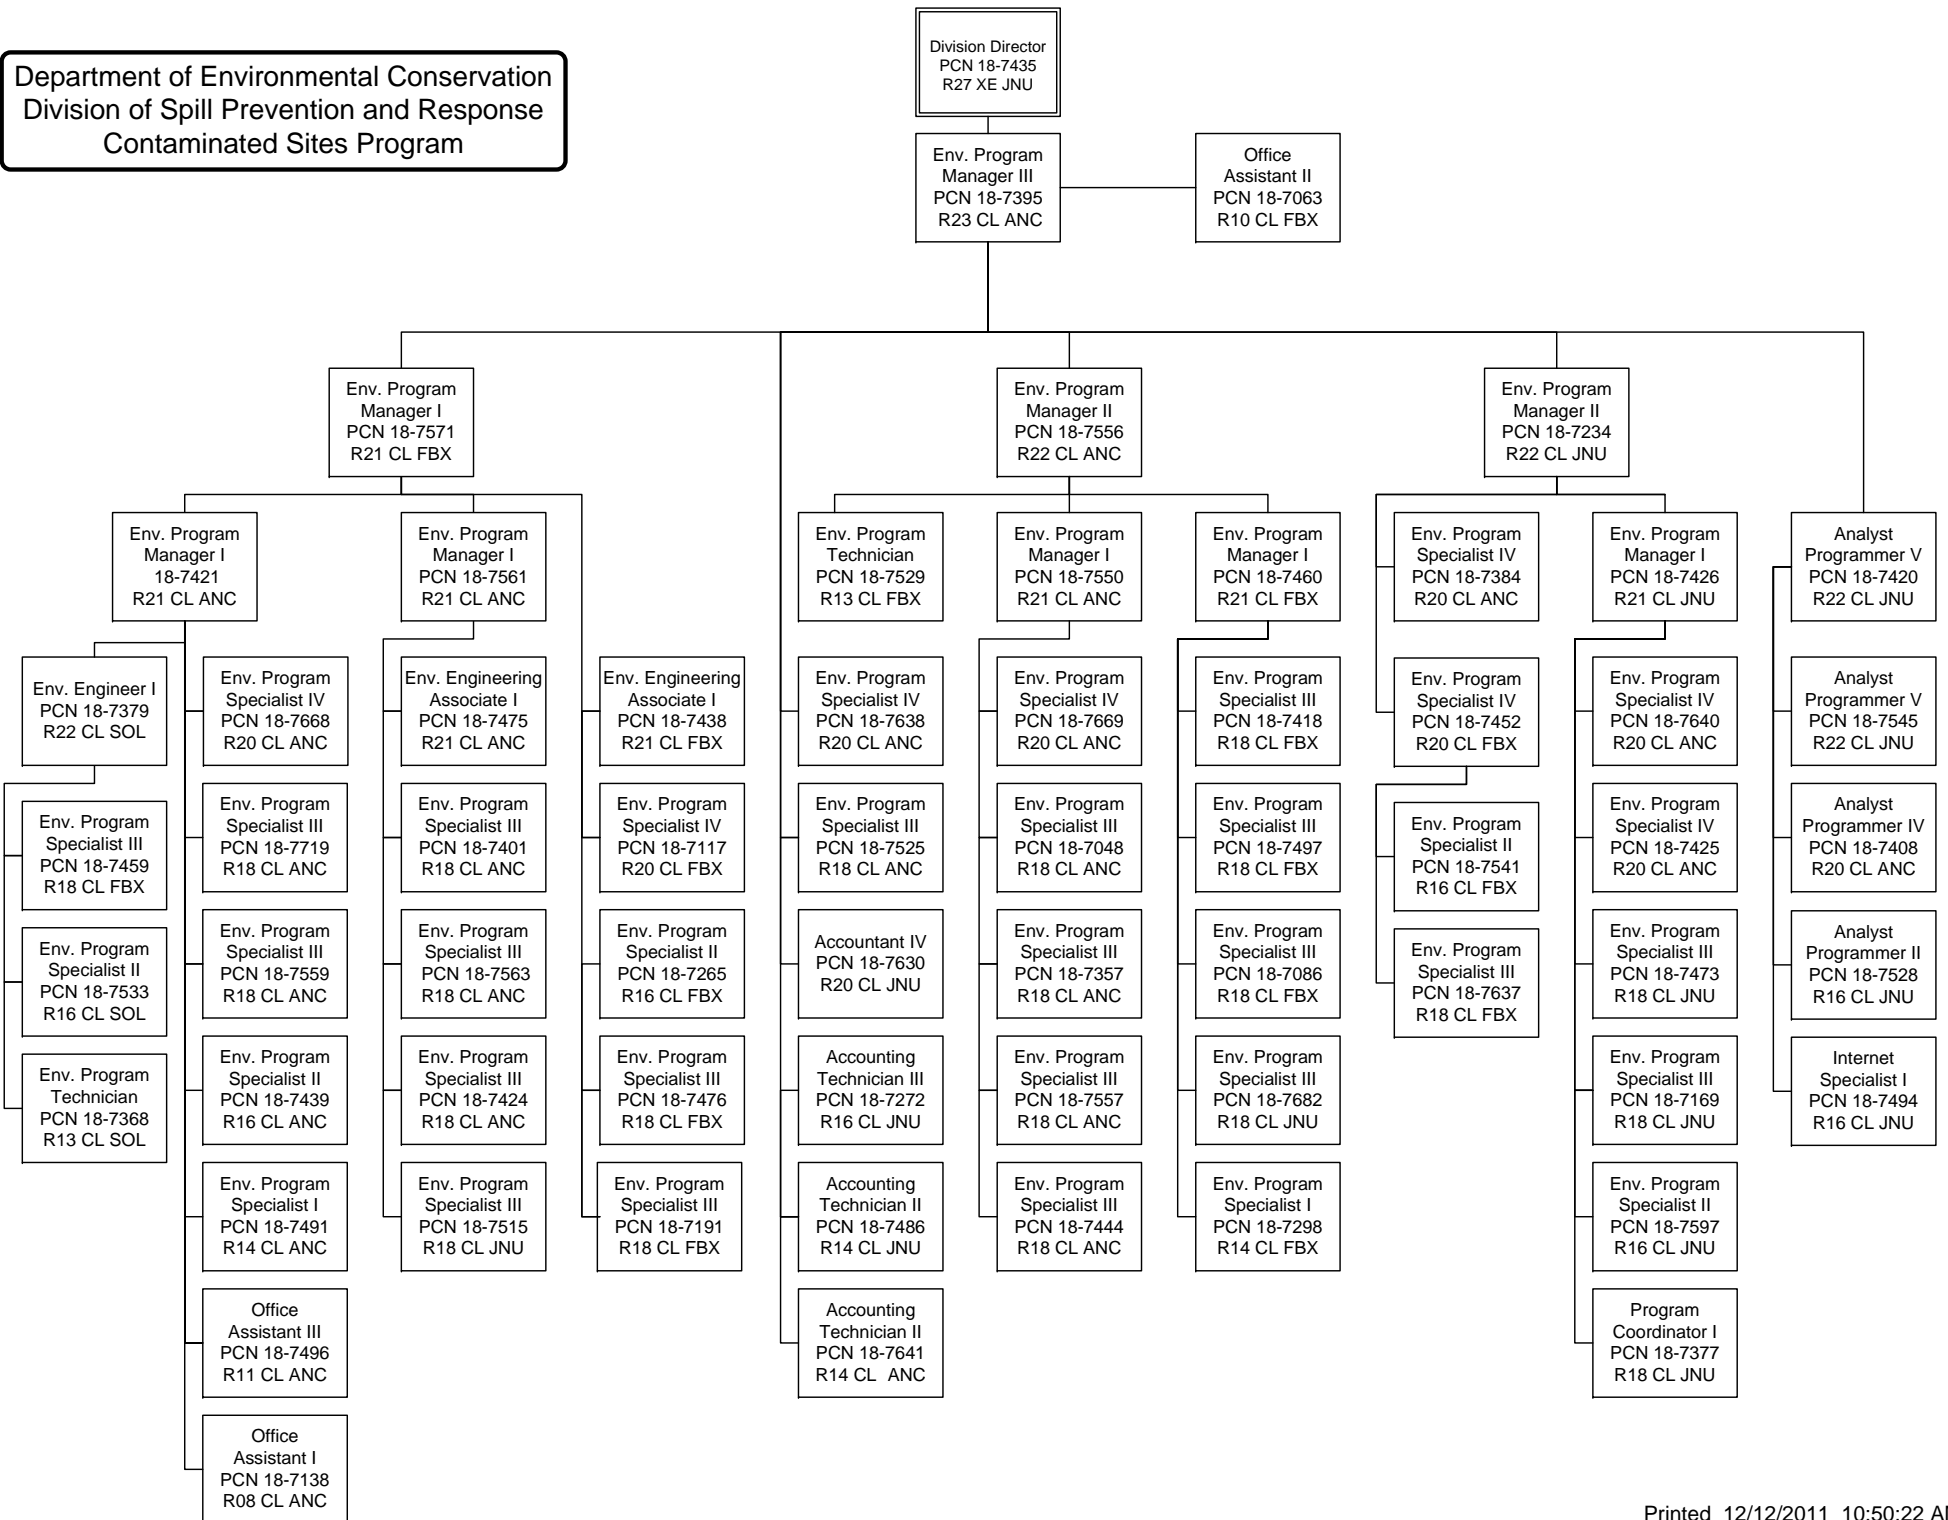 Department of Environmental Conservation
Division of Spill Prevention and Response
Contaminated Sites Program
Division Director
PCN 18-7435
R27 XE JNU
Env. Program
Manager III
PCN 18-7395
R23 CL ANC
Office
Assistant II
PCN 18-7063
R10 CL FBX
Env. Program
Manager I
PCN 18-7571
R21 CL FBX
Env. Program
Manager II
PCN 18-7556
R22 CL ANC
Env. Program
Manager II
PCN 18-7234
R22 CL JNU
Env. Program
Manager I
18-7421
R21 CL ANC
Env. Program
Manager I
PCN 18-7561
R21 CL ANC
Env. Program
Technician
PCN 18-7529
R13 CL FBX
Env. Program
Manager I
PCN 18-7550
R21 CL ANC
Env. Program
Manager I
PCN 18-7460
R21 CL FBX
Env. Program
Specialist IV
PCN 18-7384
R20 CL ANC
Env. Program
Manager I
PCN 18-7426
R21 CL JNU
Analyst
Programmer V
PCN 18-7420
R22 CL JNU
Env. Engineer I
PCN 18-7379
R22 CL SOL
Env. Program
Specialist IV
PCN 18-7668
R20 CL ANC
Env. Engineering
Associate I
PCN 18-7475
R21 CL ANC
Env. Engineering
Associate I
PCN 18-7438
R21 CL FBX
Env. Program
Specialist IV
PCN 18-7638
R20 CL ANC
Env. Program
Specialist IV
PCN 18-7669
R20 CL ANC
Env. Program
Specialist III
PCN 18-7418
R18 CL FBX
Env. Program
Specialist IV
PCN 18-7452
R20 CL FBX
Env. Program
Specialist IV
PCN 18-7640
R20 CL ANC
Analyst
Programmer V
PCN 18-7545
R22 CL JNU
Env. Program
Specialist III
PCN 18-7459
R18 CL FBX
Env. Program
Specialist III
PCN 18-7719
R18 CL ANC
Env. Program
Specialist III
PCN 18-7401
R18 CL ANC
Env. Program
Specialist IV
PCN 18-7117
R20 CL FBX
Env. Program
Specialist III
PCN 18-7525
R18 CL ANC
Env. Program
Specialist III
PCN 18-7048
R18 CL ANC
Env. Program
Specialist III
PCN 18-7497
R18 CL FBX
Env. Program
Specialist II
PCN 18-7541
R16 CL FBX
Env. Program
Specialist IV
PCN 18-7425
R20 CL ANC
Analyst
Programmer IV
PCN 18-7408
R20 CL ANC
Env. Program
Specialist II
PCN 18-7533
R16 CL SOL
Env. Program
Specialist III
PCN 18-7559
R18 CL ANC
Env. Program
Specialist III
PCN 18-7563
R18 CL ANC
Env. Program
Specialist II
PCN 18-7265
R16 CL FBX
Accountant IV
PCN 18-7630
R20 CL JNU
Env. Program
Specialist III
PCN 18-7357
R18 CL ANC
Env. Program
Specialist III
PCN 18-7086
R18 CL FBX
Env. Program
Specialist III
PCN 18-7637
R18 CL FBX
Env. Program
Specialist III
PCN 18-7473
R18 CL JNU
Analyst
Programmer II
PCN 18-7528
R16 CL JNU
Env. Program
Technician
PCN 18-7368
R13 CL SOL
Env. Program
Specialist II
PCN 18-7439
R16 CL ANC
Env. Program
Specialist III
PCN 18-7424
R18 CL ANC
Env. Program
Specialist III
PCN 18-7476
R18 CL FBX
Accounting
Technician III
PCN 18-7272
R16 CL JNU
Env. Program
Specialist III
PCN 18-7557
R18 CL ANC
Env. Program
Specialist III
PCN 18-7682
R18 CL JNU
Env. Program
Specialist III
PCN 18-7169
R18 CL JNU
Internet
Specialist I
PCN 18-7494
R16 CL JNU
Env. Program
Specialist I
PCN 18-7491
R14 CL ANC
Env. Program
Specialist III
PCN 18-7515
R18 CL JNU
Env. Program
Specialist III
PCN 18-7191
R18 CL FBX
Accounting
Technician II
PCN 18-7486
R14 CL JNU
Env. Program
Specialist III
PCN 18-7444
R18 CL ANC
Env. Program
Specialist I
PCN 18-7298
R14 CL FBX
Env. Program
Specialist II
PCN 18-7597
R16 CL JNU
Office
Assistant III
PCN 18-7496
R11 CL ANC
Accounting
Technician II
PCN 18-7641
R14 CL ANC
Program
Coordinator I
PCN 18-7377
R18 CL JNU
Office
Assistant I
PCN 18-7138
R08 CL ANC
Printed 12/12/2011 10:50:22